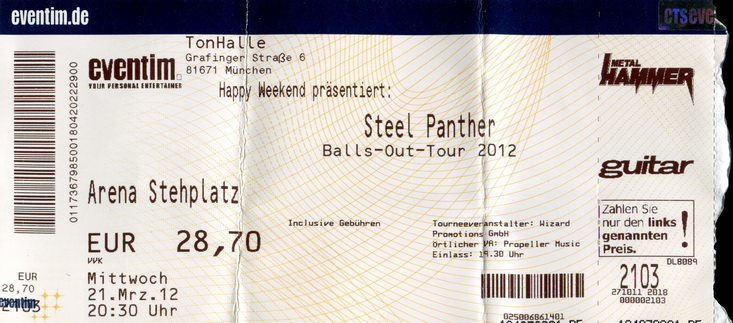 eventim.de
CTS eve
TonHalle
Grafinger Straße 6
81671 München
eventim.
YOUR PERSONAL ENTERTAINER
Happy Weekend präsentiert:
Steel Panther
Balls-Out-Tour 2012
Arena Stehplatz
EUR 28,70
VVK
Inclusive Gebühren
Mittwoch
21.Mrz.12
20:30 Uhr
Tourneeveranstalter: Wizard
Promotions GmbH
Örtlicher VA: Propeller Music
Einlass: 19.30 Uhr
METAL
HAMMER
guitar
Zahlen Sie
nur den links
genannten
Preis.
!
DL8089
2103
271011 2018
000002103
025006861401
011736798500180420222900
EUR
28,70
eventim
2103